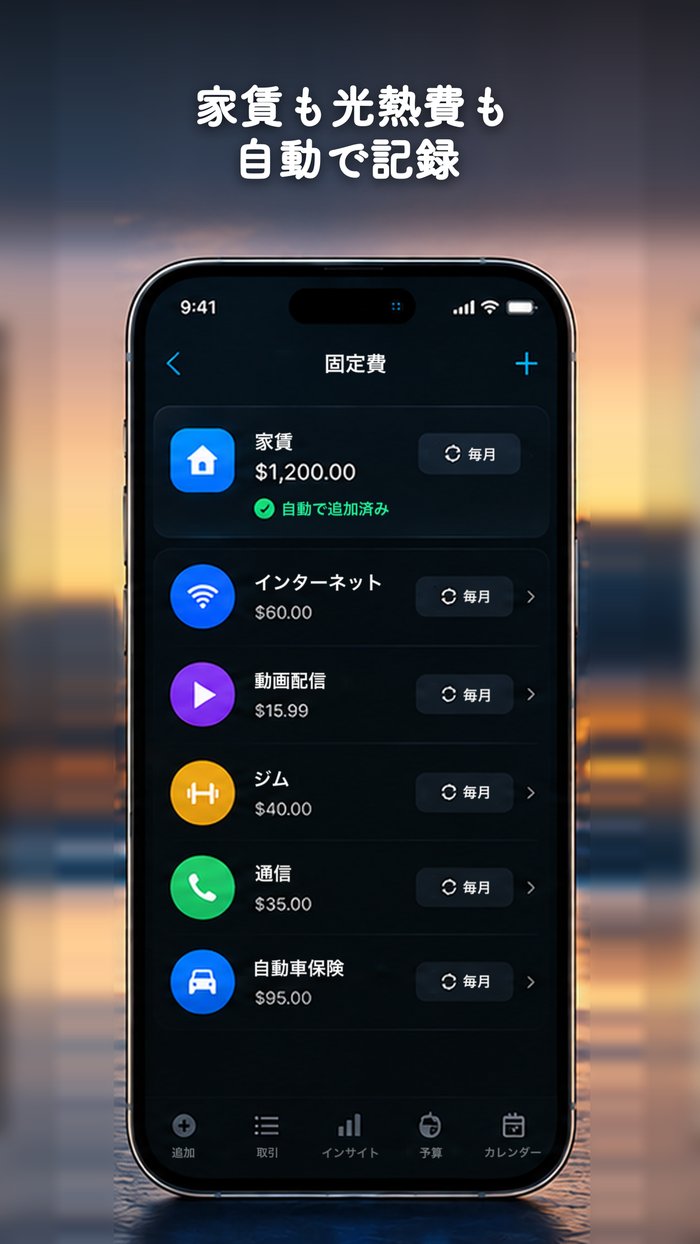 家賃も光熱費も
自動で記録
9:41
固定費
家賃
$1,200.00
毎月
自動で追加済み
インターネット
$60.00
毎月
動画配信
$15.99
毎月
ジム
$40.00
毎月
通信
$35.00
毎月
自動車保険
$95.00
毎月
追加
取引
インサイト
予算
カレンダー